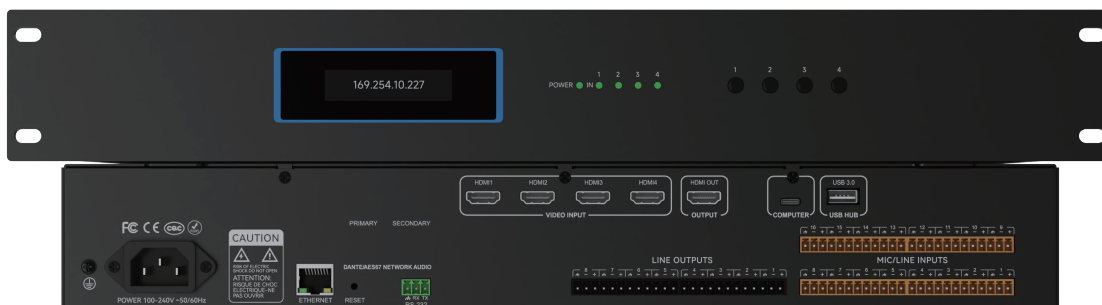 169.254.10.227
POWER IN 1 2 3 4
1 2 3 4
HDMI1 HDMI2 HDMI3 HDMI4
VIDEO INPUT
HDMI OUT
OUTPUT
COMPUTER
USB 3.0
USB HUB
FC CE CQC
PRIMARY SECONDARY
CAUTION
RISK OF ELECTRIC
SHOCK DO NOT OPEN
ATTENTION:
RISQUE DE CHOC
ELECTRIQUE-NE
PAS OUVRIR
DANTE/AES67 NETWORK AUDIO
POWER 100-240V ~50/60Hz
ETHERNET
RESET
RX TX
RS-232
LINE OUTPUTS
8 7 6 5 4 3 2 1
16 15 14 13 12 11 10 9
MIC/LINE INPUTS
8 7 6 5 4 3 2 1